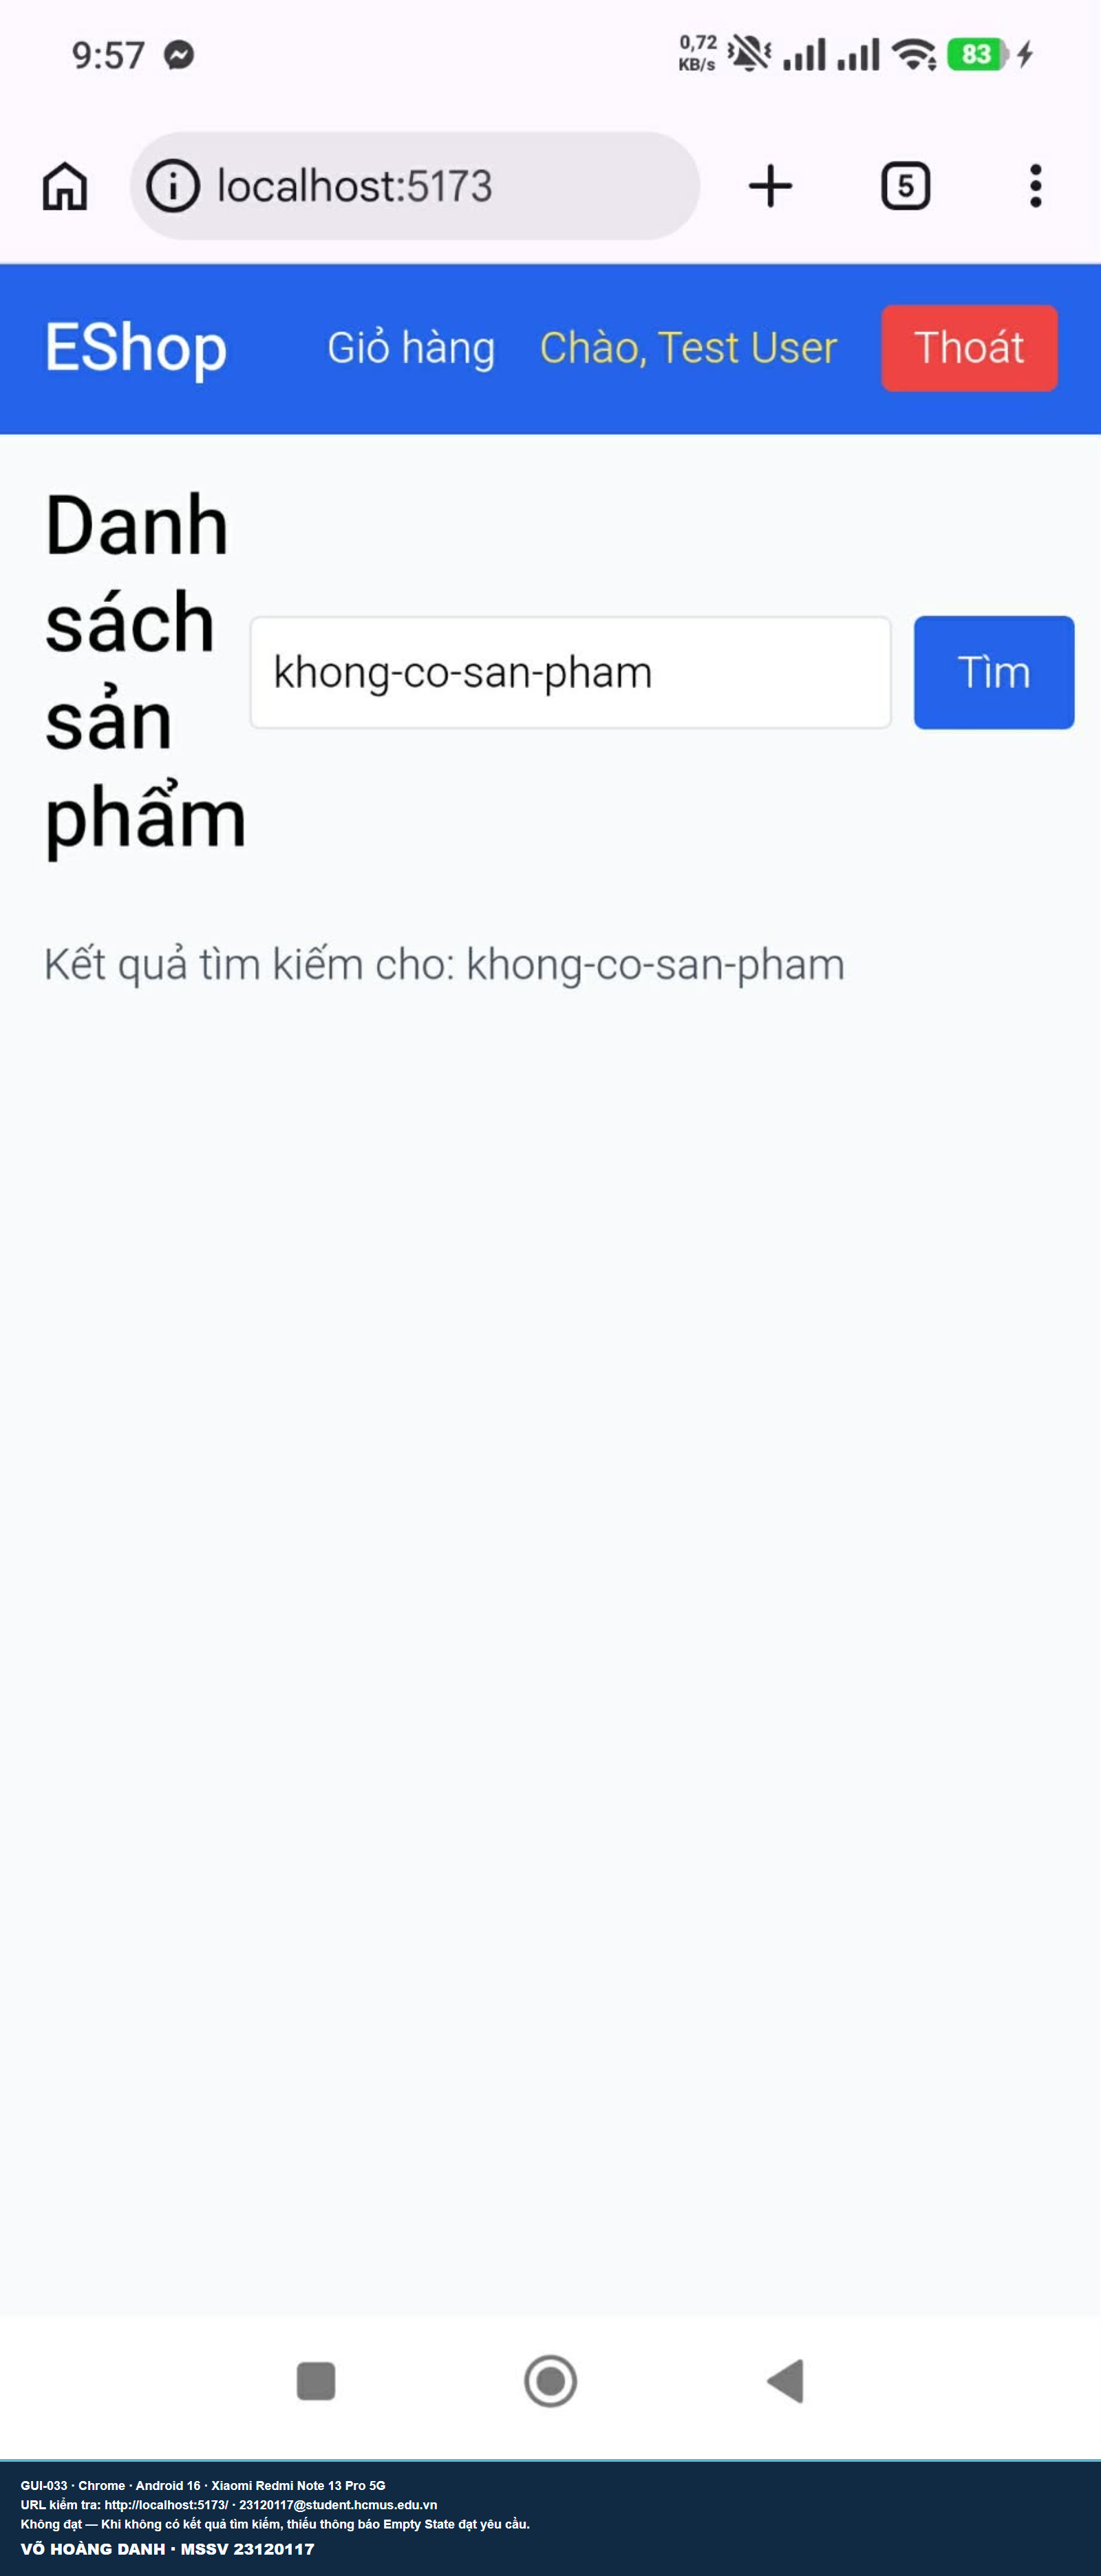 9:57
0,72
KB/s
83
localhost:5173
5
EShop
Giỏ hàng
Chào, Test User
Thoát
Danh
sách
sản
phẩm
khong-co-san-pham
Tìm
Kết quả tìm kiếm cho: khong-co-san-pham
GUI-033 · Chrome · Android 16 · Xiaomi Redmi Note 13 Pro 5G
URL kiểm tra: http://localhost:5173/ · 23120117@student.hcmus.edu.vn
Không đạt — Khi không có kết quả tìm kiếm, thiếu thông báo Empty State đạt yêu cầu.
VÕ HOÀNG DANH · MSSV 23120117